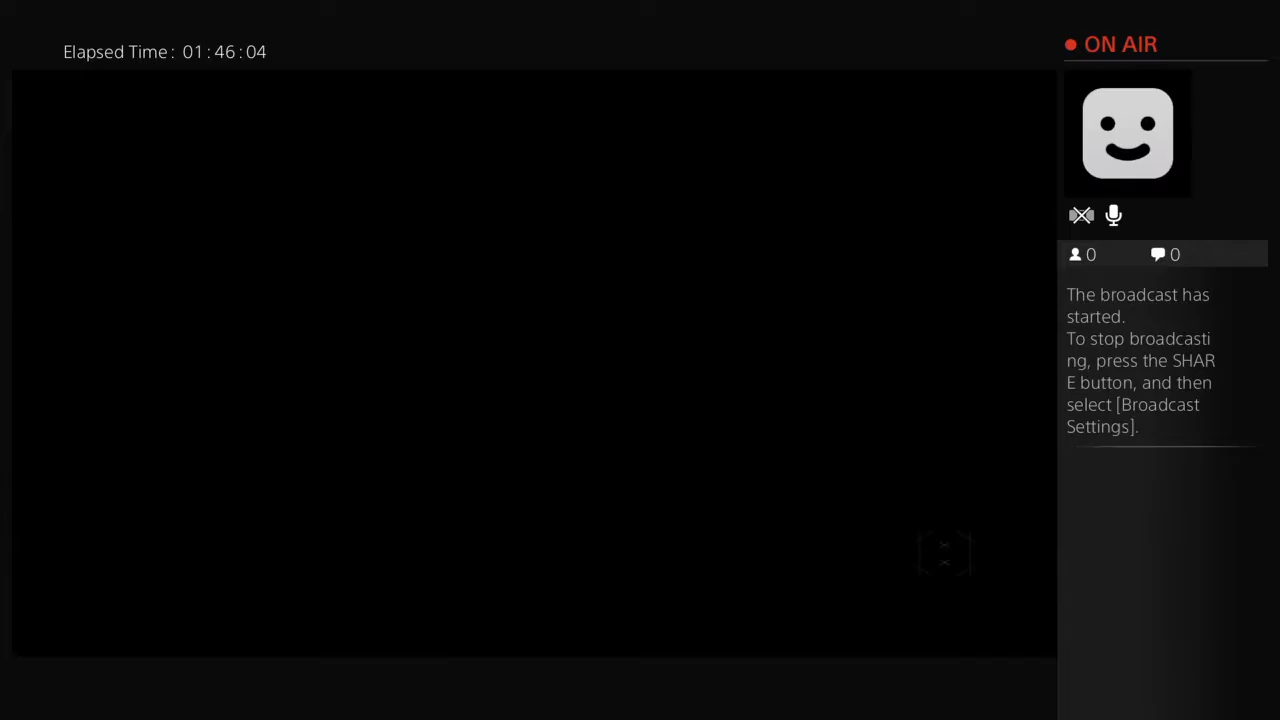 Elapsed Time: 01:46:04
ON AIR
0 0
The broadcast has
started.
To stop broadcasti
ng, press the SHAR
E button, and then
select [Broadcast
Settings].